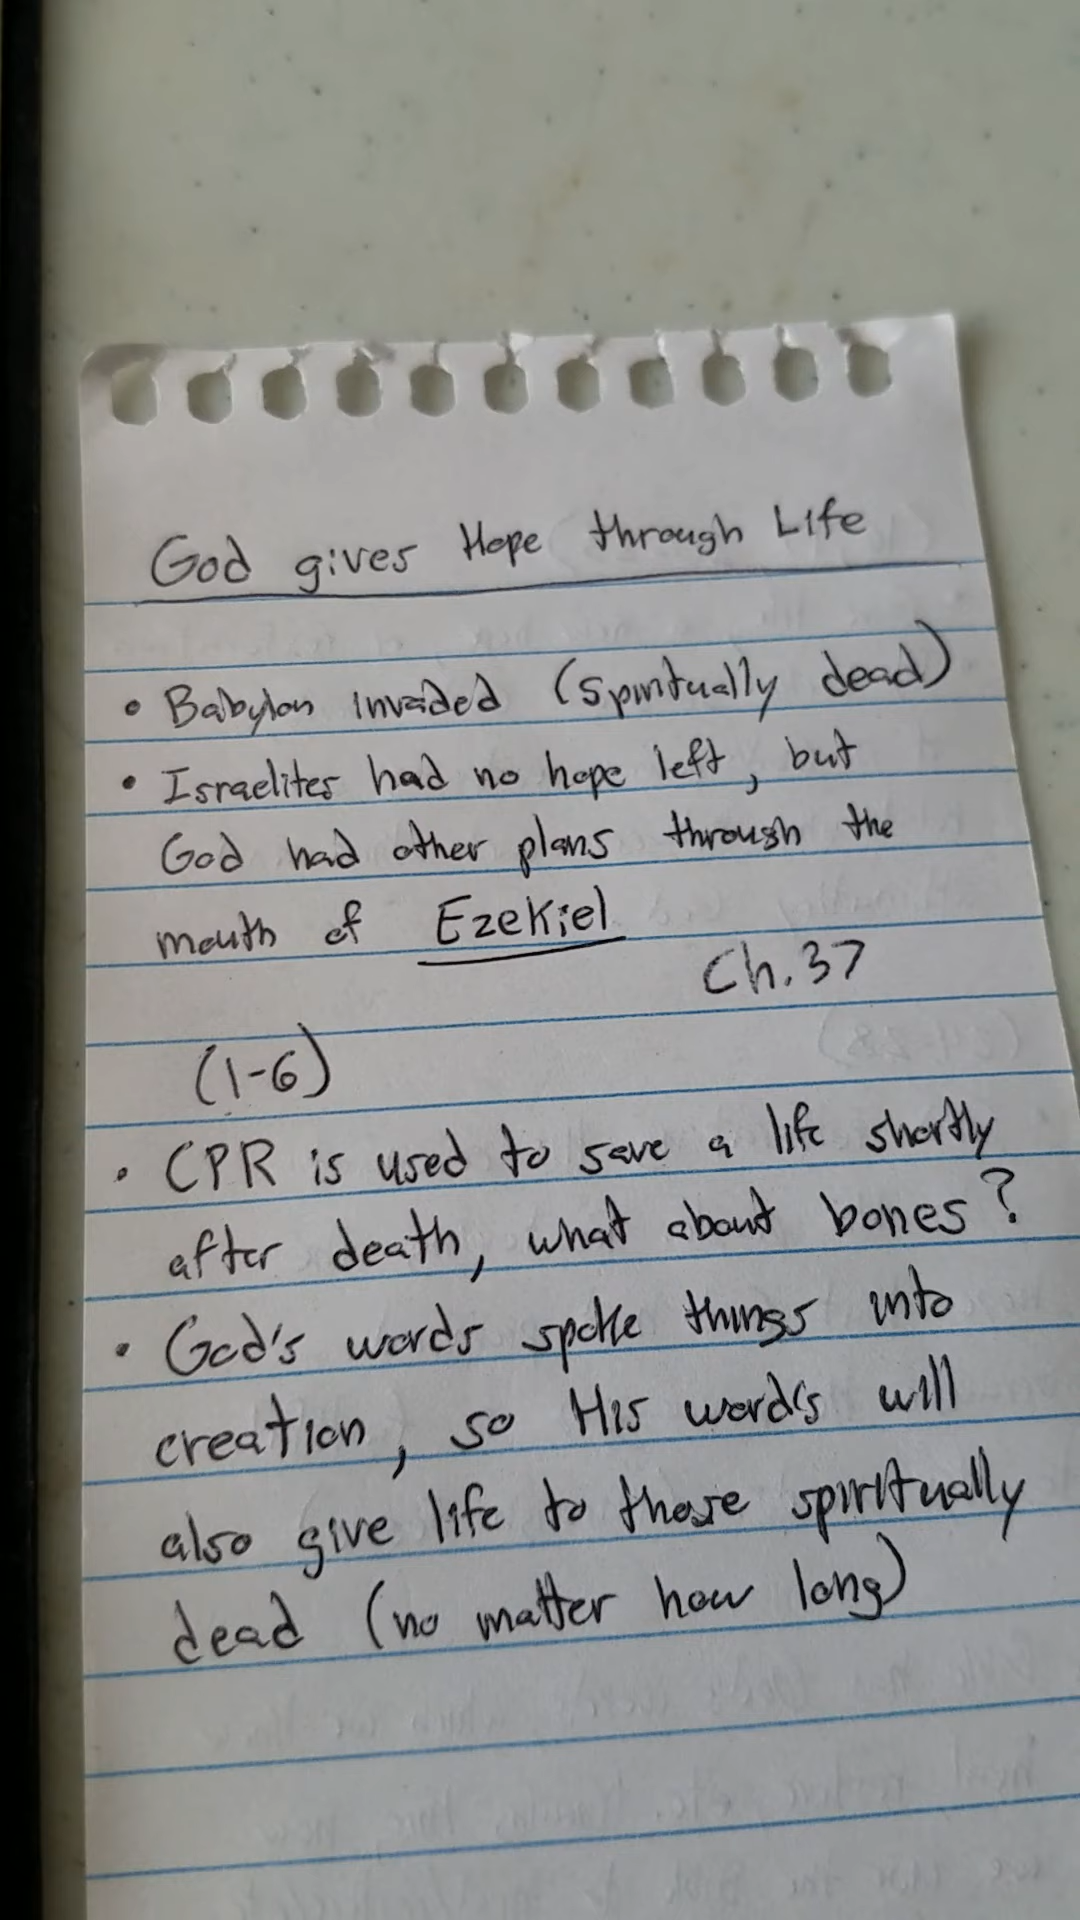 God gives Hope through Life
• Babylon invaded (spiritually dead)
• Israelites had no hope left, but
God had other plans through the
mouth of Ezekiel
Ch. 37
(1-6)
• CPR is used to save a life shortly
after death, what about bones?
• God's words spoke things into
creation, so His words will
also give life to those spiritually
dead (no matter how long)
(24-28)